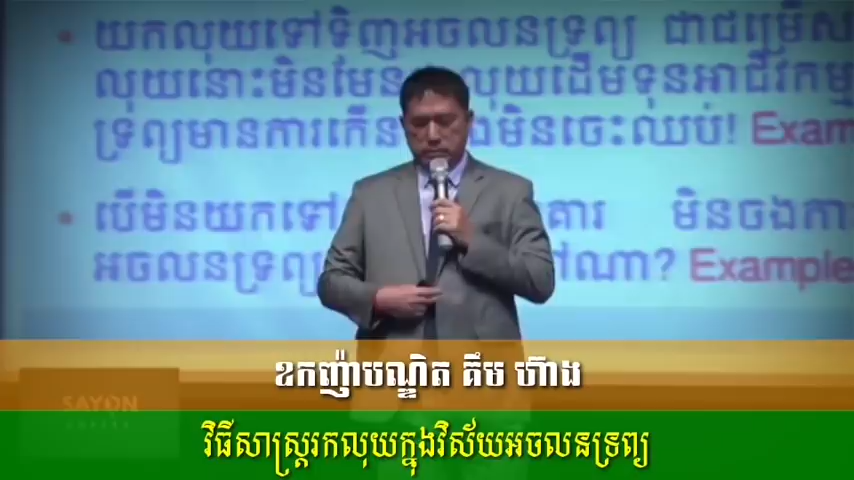 យកលុយទៅទិញអចលនទ្រព្យ ជាជម្រើស
លុយនោះមិនមែន លុយដើមទុនអាជីវកម្ម
ទ្រព្យមានការកើន មិនចេះឈប់! Exam
បើមិនយកទៅ គារ មិនចង
អចលនទ្រព្យ ណា? Example
ឧកញ៉ាបណ្ឌិត គឹម ហ៊ាង
SAYON
វិធីសាស្ត្ររកលុយក្នុងវិស័យអចលនទ្រព្យ